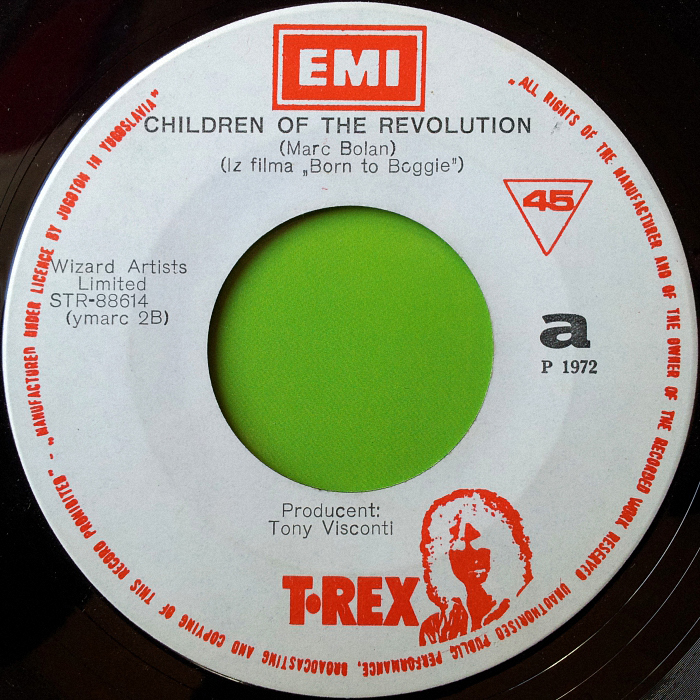 EMI
CHILDREN OF THE REVOLUTION
(Marc Bolan)
(Iz filma „Born to Boggie")
45
Wizard Artists
Limited
STR-88614
(ymarc 2B)
a
P 1972
Producent:
Tony Visconti
T•REX
„ALL RIGHTS OF THE MANUFACTURER AND OF THE OWNER OF THE RECORDED WORK RESERVED UNAUTHORISED PUBLIC PERFORMANCE, BROADCASTING AND COPYING OF THIS RECORD PROHIBITED" - „MANUFACTURED UNDER LICENCE BY JUGOTON IN YUGOSLAVIA"